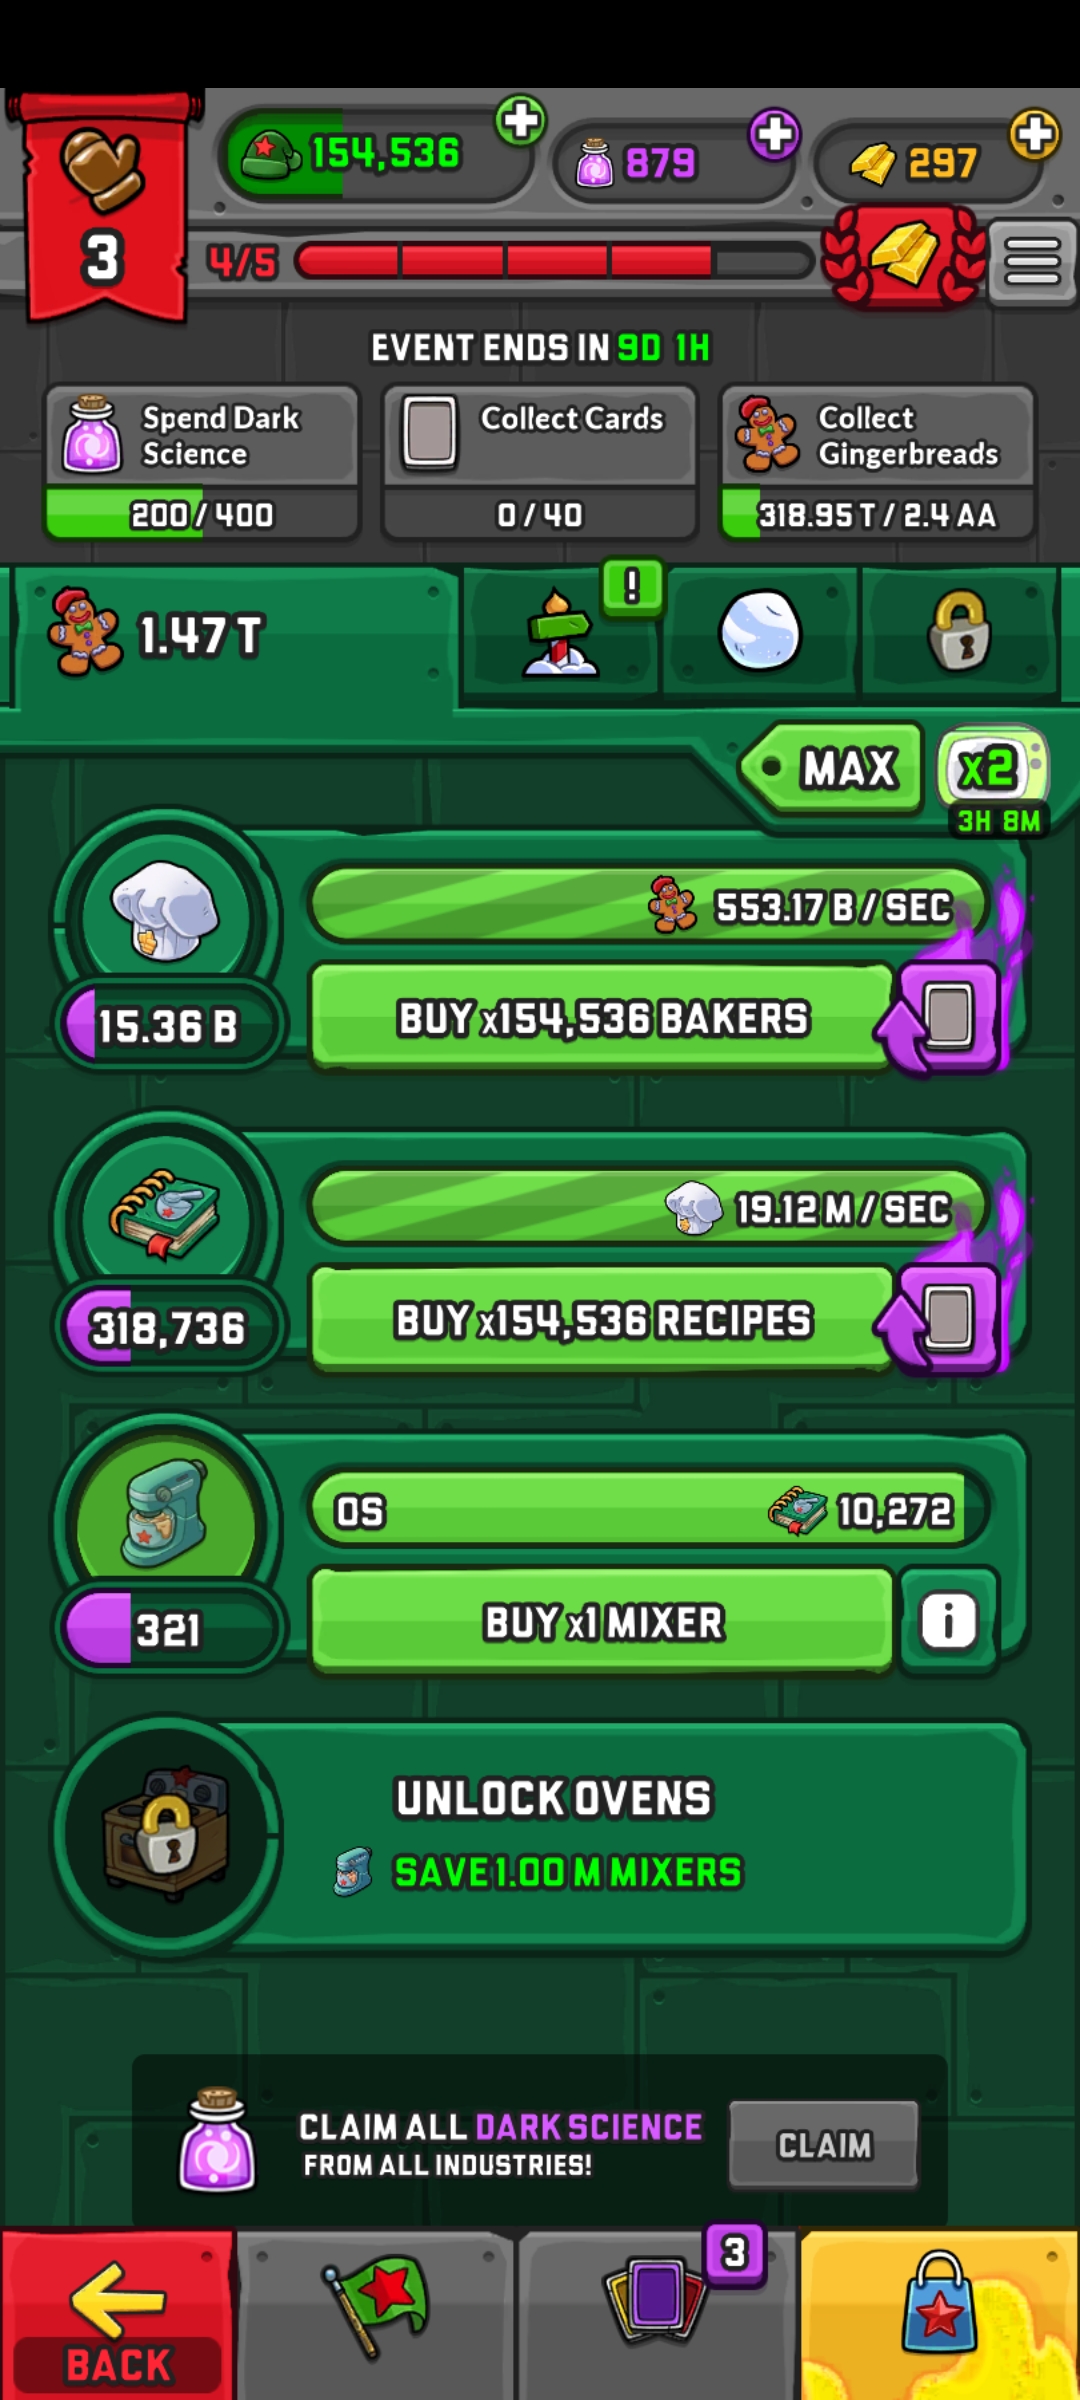 154,536
879
297
3
4/5
EVENT ENDS IN 9D 1H
Spend Dark Science
200 / 400
Collect Cards
0 / 40
Collect Gingerbreads
318.95 T / 2.4 AA
1.47 T
!
MAX
x2
3H 8M
553.17 B / SEC
15.36 B
BUY x154,536 BAKERS
19.12 M / SEC
318,736
BUY x154,536 RECIPES
0S
10,272
321
BUY x1 MIXER
i
UNLOCK OVENS
SAVE 1.00 M MIXERS
CLAIM ALL DARK SCIENCE
FROM ALL INDUSTRIES!
CLAIM
3
BACK